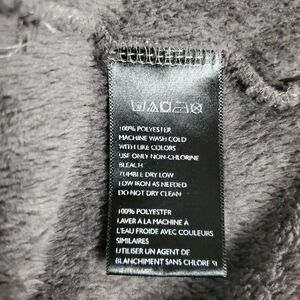 100% POLYESTER
MACHINE WASH COLD
WITH LIKE COLORS
USE ONLY NON-CHLORINE
BLEACH
TUMBLE DRY LOW
LOW IRON AS NEEDED
DO NOT DRY CLEAN
100% POLYESTER
LAVER A LA MACHINE A
L'EAU FROIDE AVEC COULEURS
SIMILAIRES
UTILISER UN AGENT DE
BLANCHIMENT SANS CHLORE SI